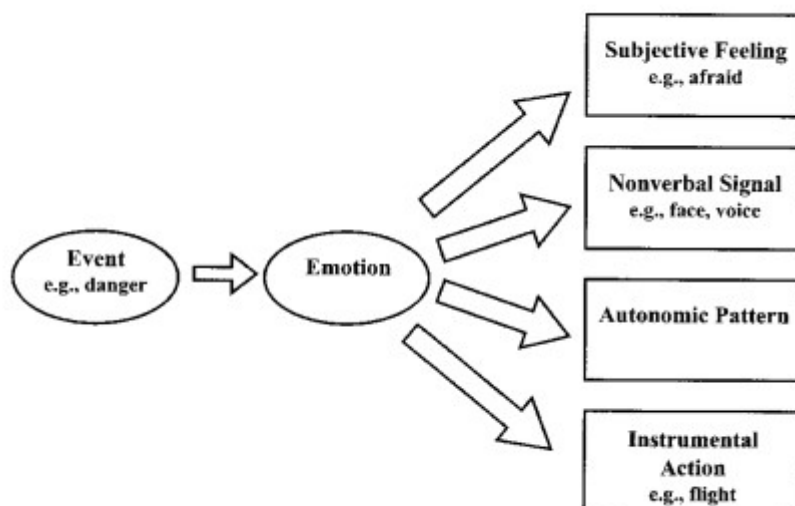 Subjective Feeling
e.g., afraid
Nonverbal Signal
e.g., face, voice
Event
e.g., danger
Emotion
Autonomic Pattern
Instrumental
Action
e.g., flight